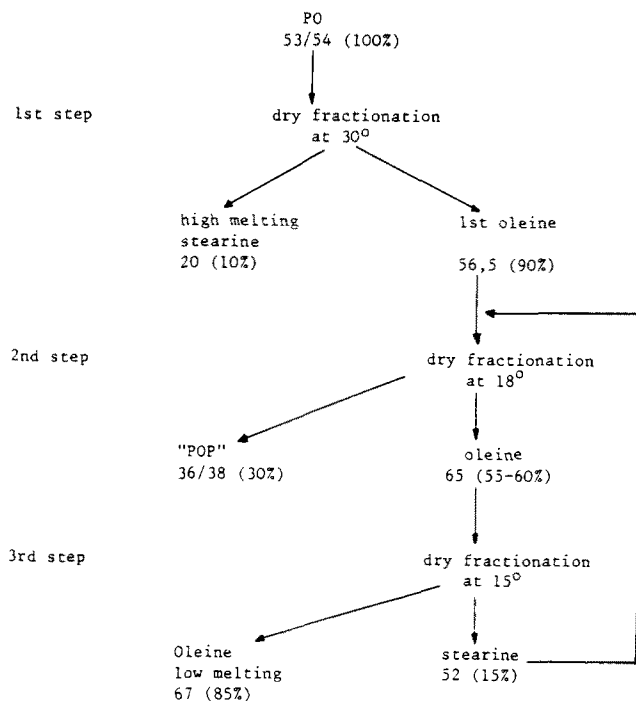 PO
53/54 (100%)
1st step
dry fractionation
at 30°
high melting
stearine
20 (10%)
1st oleine
56,5 (90%)
2nd step
dry fractionation
at 18°
"POP"
36/38 (30%)
oleine
65 (55-60%)
3rd step
dry fractionation
at 15°
Oleine
low melting
67 (85%)
stearine
52 (15%)